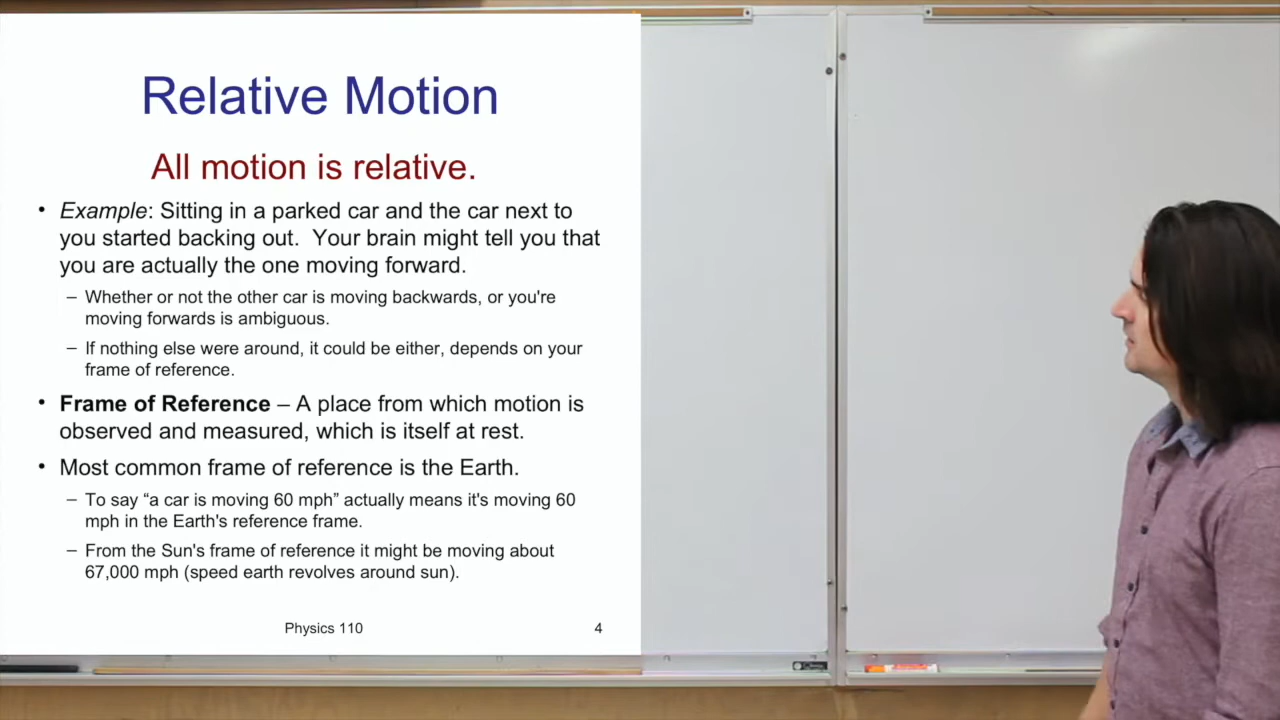 Relative Motion
All motion is relative.
• Example: Sitting in a parked car and the car next to
you started backing out. Your brain might tell you that
you are actually the one moving forward.
– Whether or not the other car is moving backwards, or you're
moving forwards is ambiguous.
– If nothing else were around, it could be either, depends on your
frame of reference.
• Frame of Reference – A place from which motion is
observed and measured, which is itself at rest.
• Most common frame of reference is the Earth.
– To say “a car is moving 60 mph” actually means it's moving 60
mph in the Earth's reference frame.
– From the Sun's frame of reference it might be moving about
67,000 mph (speed earth revolves around sun).
Physics 110 4